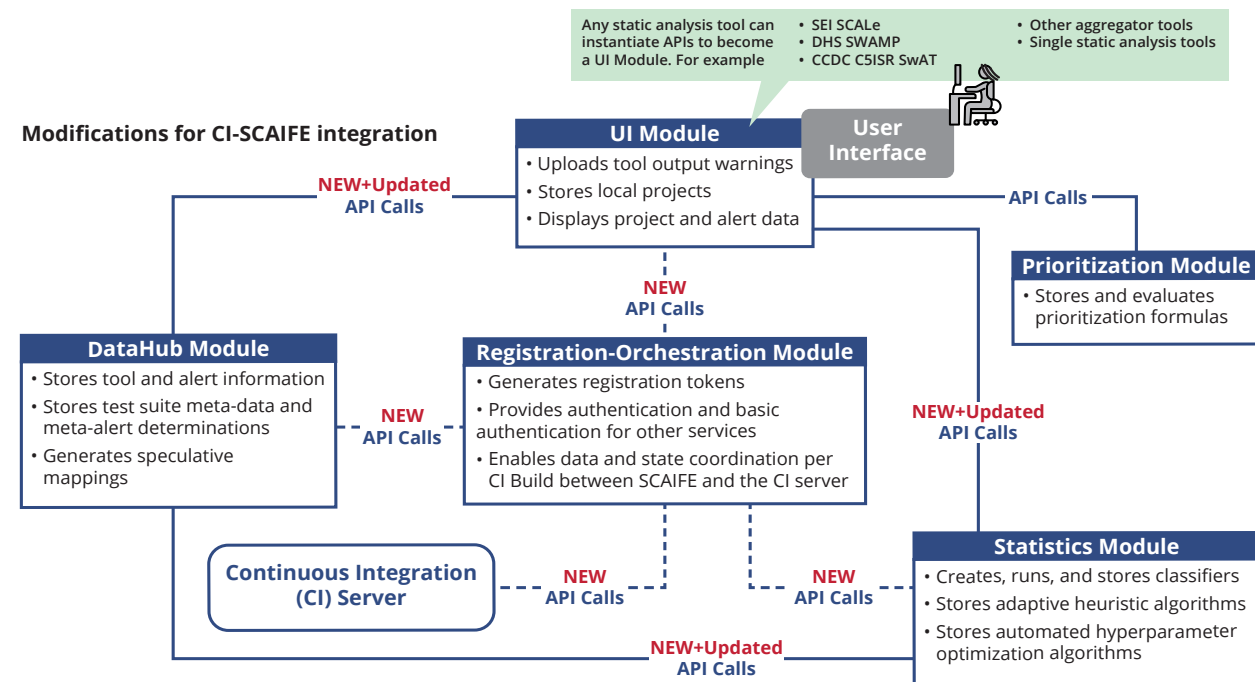 Any static analysis tool can
instantiate APIs to become
a UI Module. For example
• SEI SCALe
• DHS SWAMP
• CCDC C5ISR SwAT
• Other aggregator tools
• Single static analysis tools
Modifications for CI-SCAIFE integration
UI Module
• Uploads tool output warnings
• Stores local projects
• Displays project and alert data
User
Interface
NEW+Updated
API Calls
API Calls
Prioritization Module
• Stores and evaluates
prioritization formulas
NEW
API Calls
DataHub Module
• Stores tool and alert information
• Stores test suite meta-data and
meta-alert determinations
• Generates speculative
mappings
NEW
API Calls
Registration-Orchestration Module
• Generates registration tokens
• Provides authentication and basic
authentication for other services
• Enables data and state coordination per
CI Build between SCAIFE and the CI server
NEW+Updated
API Calls
Continuous Integration
(CI) Server
NEW
API Calls
NEW
API Calls
Statistics Module
• Creates, runs, and stores classifiers
• Stores adaptive heuristic algorithms
• Stores automated hyperparameter
optimization algorithms
NEW+Updated
API Calls